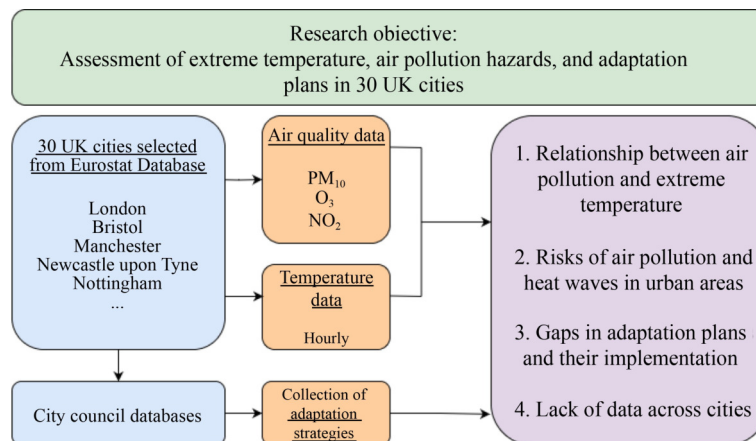 Research objective:
Assessment of extreme temperature, air pollution hazards, and adaptation
plans in 30 UK cities
30 UK cities selected
from Eurostat Database
London
Bristol
Manchester
Newcastle upon Tyne
Nottingham
...
Air quality data
PM₁₀
O₃
NO₂
Temperature
data
Hourly
City council databases
Collection of
adaptation
strategies
1. Relationship between air
pollution and extreme
temperature
2. Risks of air pollution and
heat waves in urban areas
3. Gaps in adaptation plans
and their implementation
4. Lack of data across cities